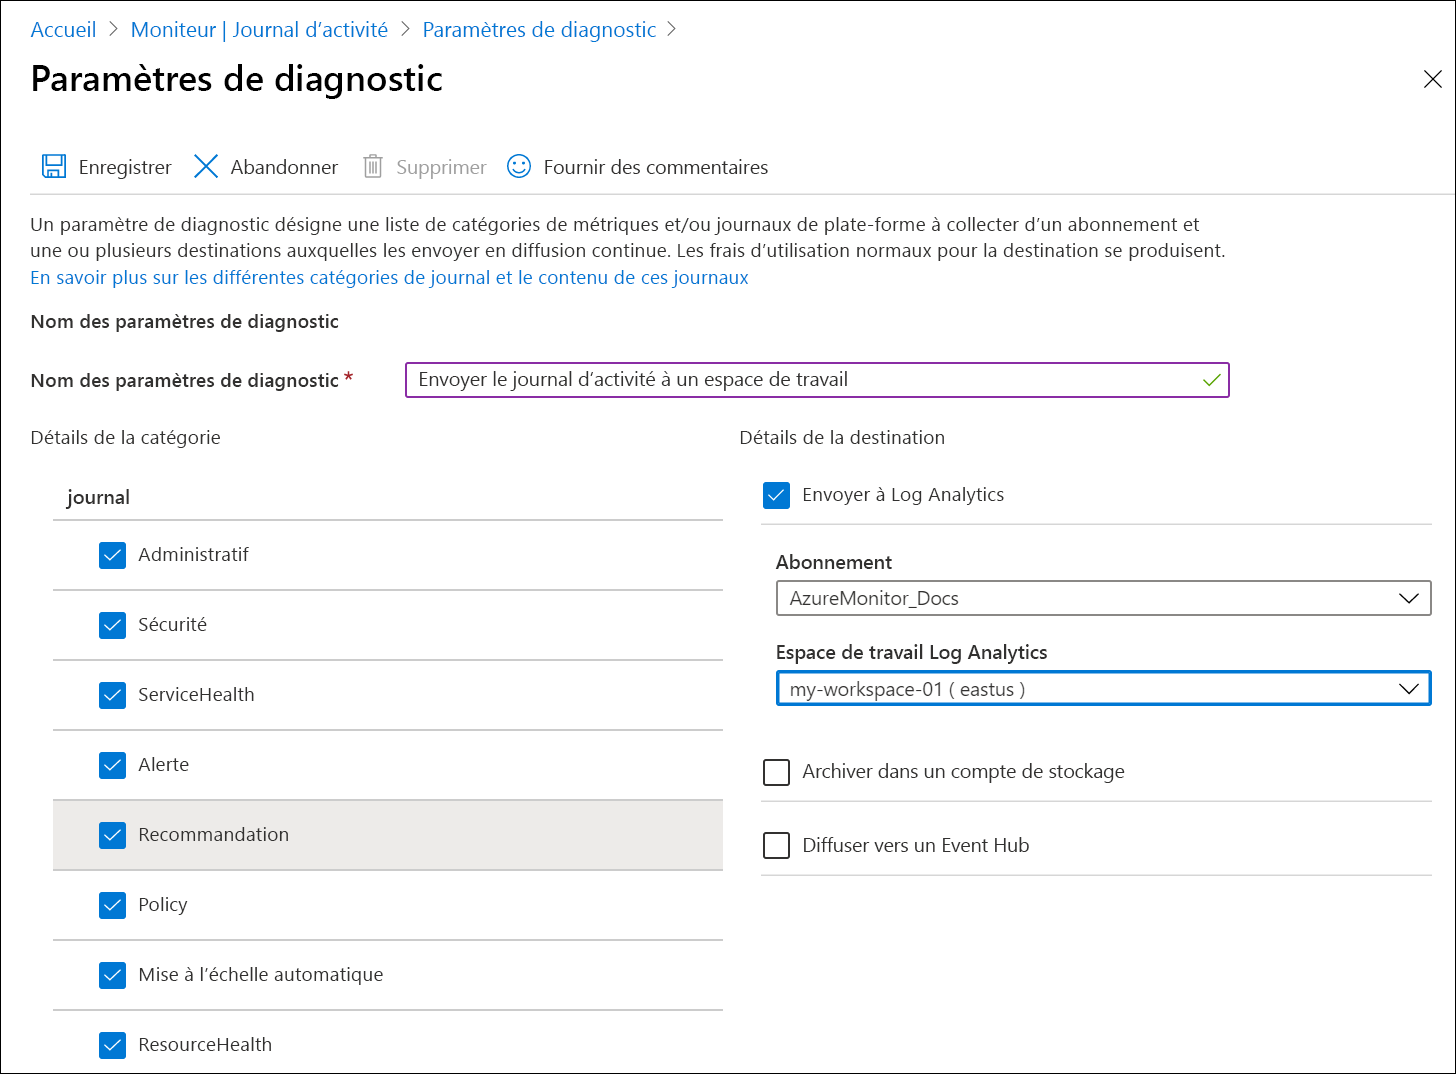 Accueil > Moniteur | Journal d’activité > Paramètres de diagnostic >
Paramètres de diagnostic
Enregistrer Abandonner Supprimer Fournir des commentaires
Un paramètre de diagnostic désigne une liste de catégories de métriques et/ou journaux de plate-forme à collecter d’un abonnement et
une ou plusieurs destinations auxquelles les envoyer en diffusion continue. Les frais d’utilisation normaux pour la destination se produisent.
En savoir plus sur les différentes catégories de journal et le contenu de ces journaux
Nom des paramètres de diagnostic
Nom des paramètres de diagnostic * Envoyer le journal d’activité à un espace de travail
Détails de la catégorie
journal
Administratif
Sécurité
ServiceHealth
Alerte
Recommandation
Policy
Mise à l’échelle automatique
ResourceHealth
Détails de la destination
Envoyer à Log Analytics
Abonnement
AzureMonitor_Docs
Espace de travail Log Analytics
my-workspace-01 ( eastus )
Archiver dans un compte de stockage
Diffuser vers un Event Hub